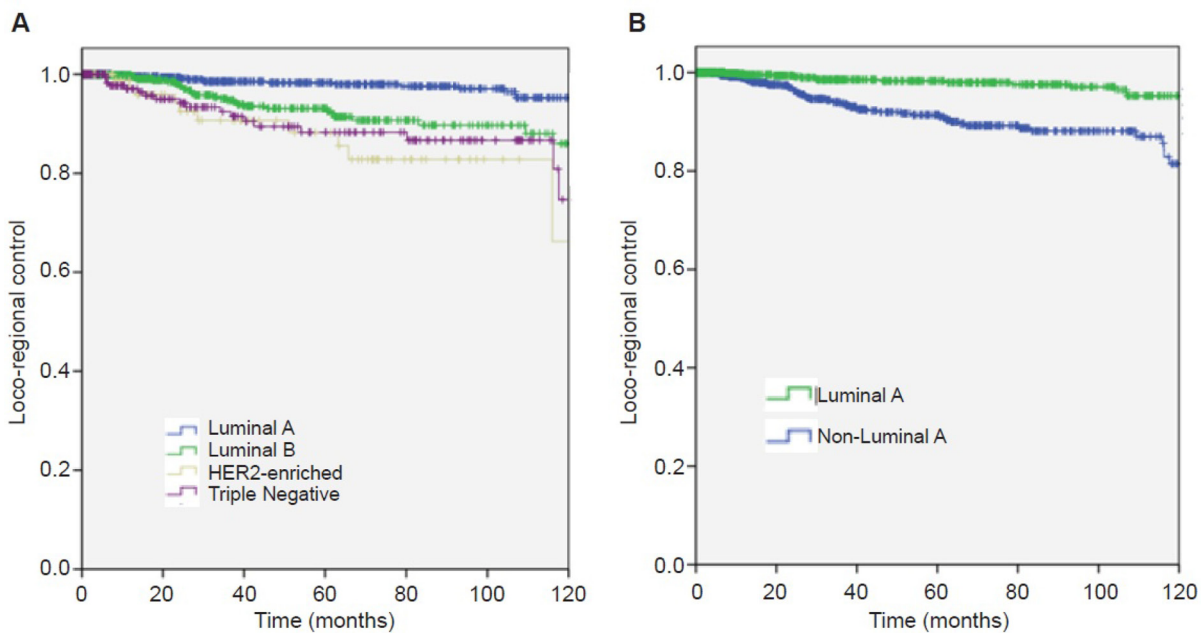 A
1.0
0.8
0.6
0.4
0.2
0.0
Loco-regional control
Luminal A
Luminal B
HER2-enriched
Triple Negative
0 20 40 60 80 100 120
Time (months)
B
1.0
0.8
0.6
0.4
0.2
0.0
Loco-regional control
Luminal A
Non-Luminal A
0 20 40 60 80 100 120
Time (months)